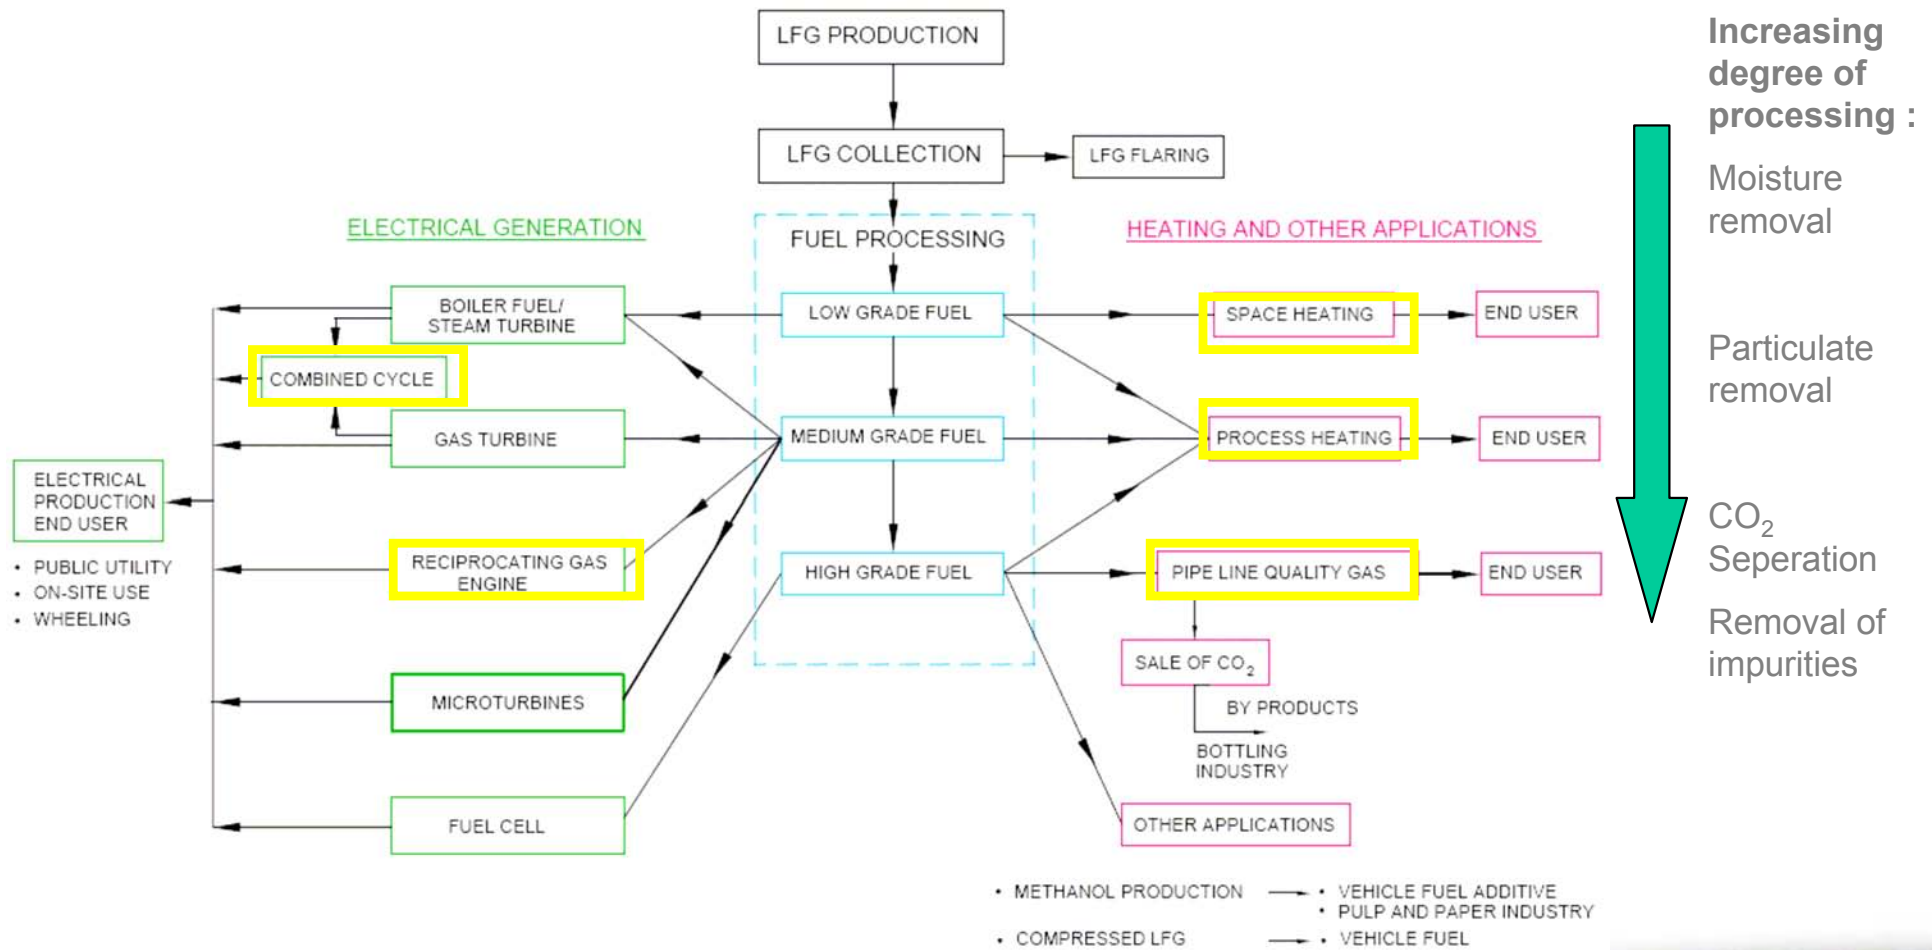 LFG PRODUCTION
LFG COLLECTION
LFG FLARING
ELECTRICAL GENERATION
FUEL PROCESSING
HEATING AND OTHER APPLICATIONS
BOILER FUEL/
STEAM TURBINE
LOW GRADE FUEL
SPACE HEATING
END USER
COMBINED CYCLE
GAS TURBINE
MEDIUM GRADE FUEL
PROCESS HEATING
END USER
ELECTRICAL
PRODUCTION
END USER
• PUBLIC UTILITY
• ON-SITE USE
• WHEELING
RECIPROCATING GAS
ENGINE
HIGH GRADE FUEL
PIPE LINE QUALITY GAS
END USER
SALE OF CO₂
BY PRODUCTS
BOTTLING
INDUSTRY
MICROTURBINES
FUEL CELL
OTHER APPLICATIONS
• METHANOL PRODUCTION
• VEHICLE FUEL ADDITIVE
• PULP AND PAPER INDUSTRY
• COMPRESSED LFG
• VEHICLE FUEL
Increasing
degree of
processing :
Moisture
removal
Particulate
removal
CO₂
Seperation
Removal of
impurities